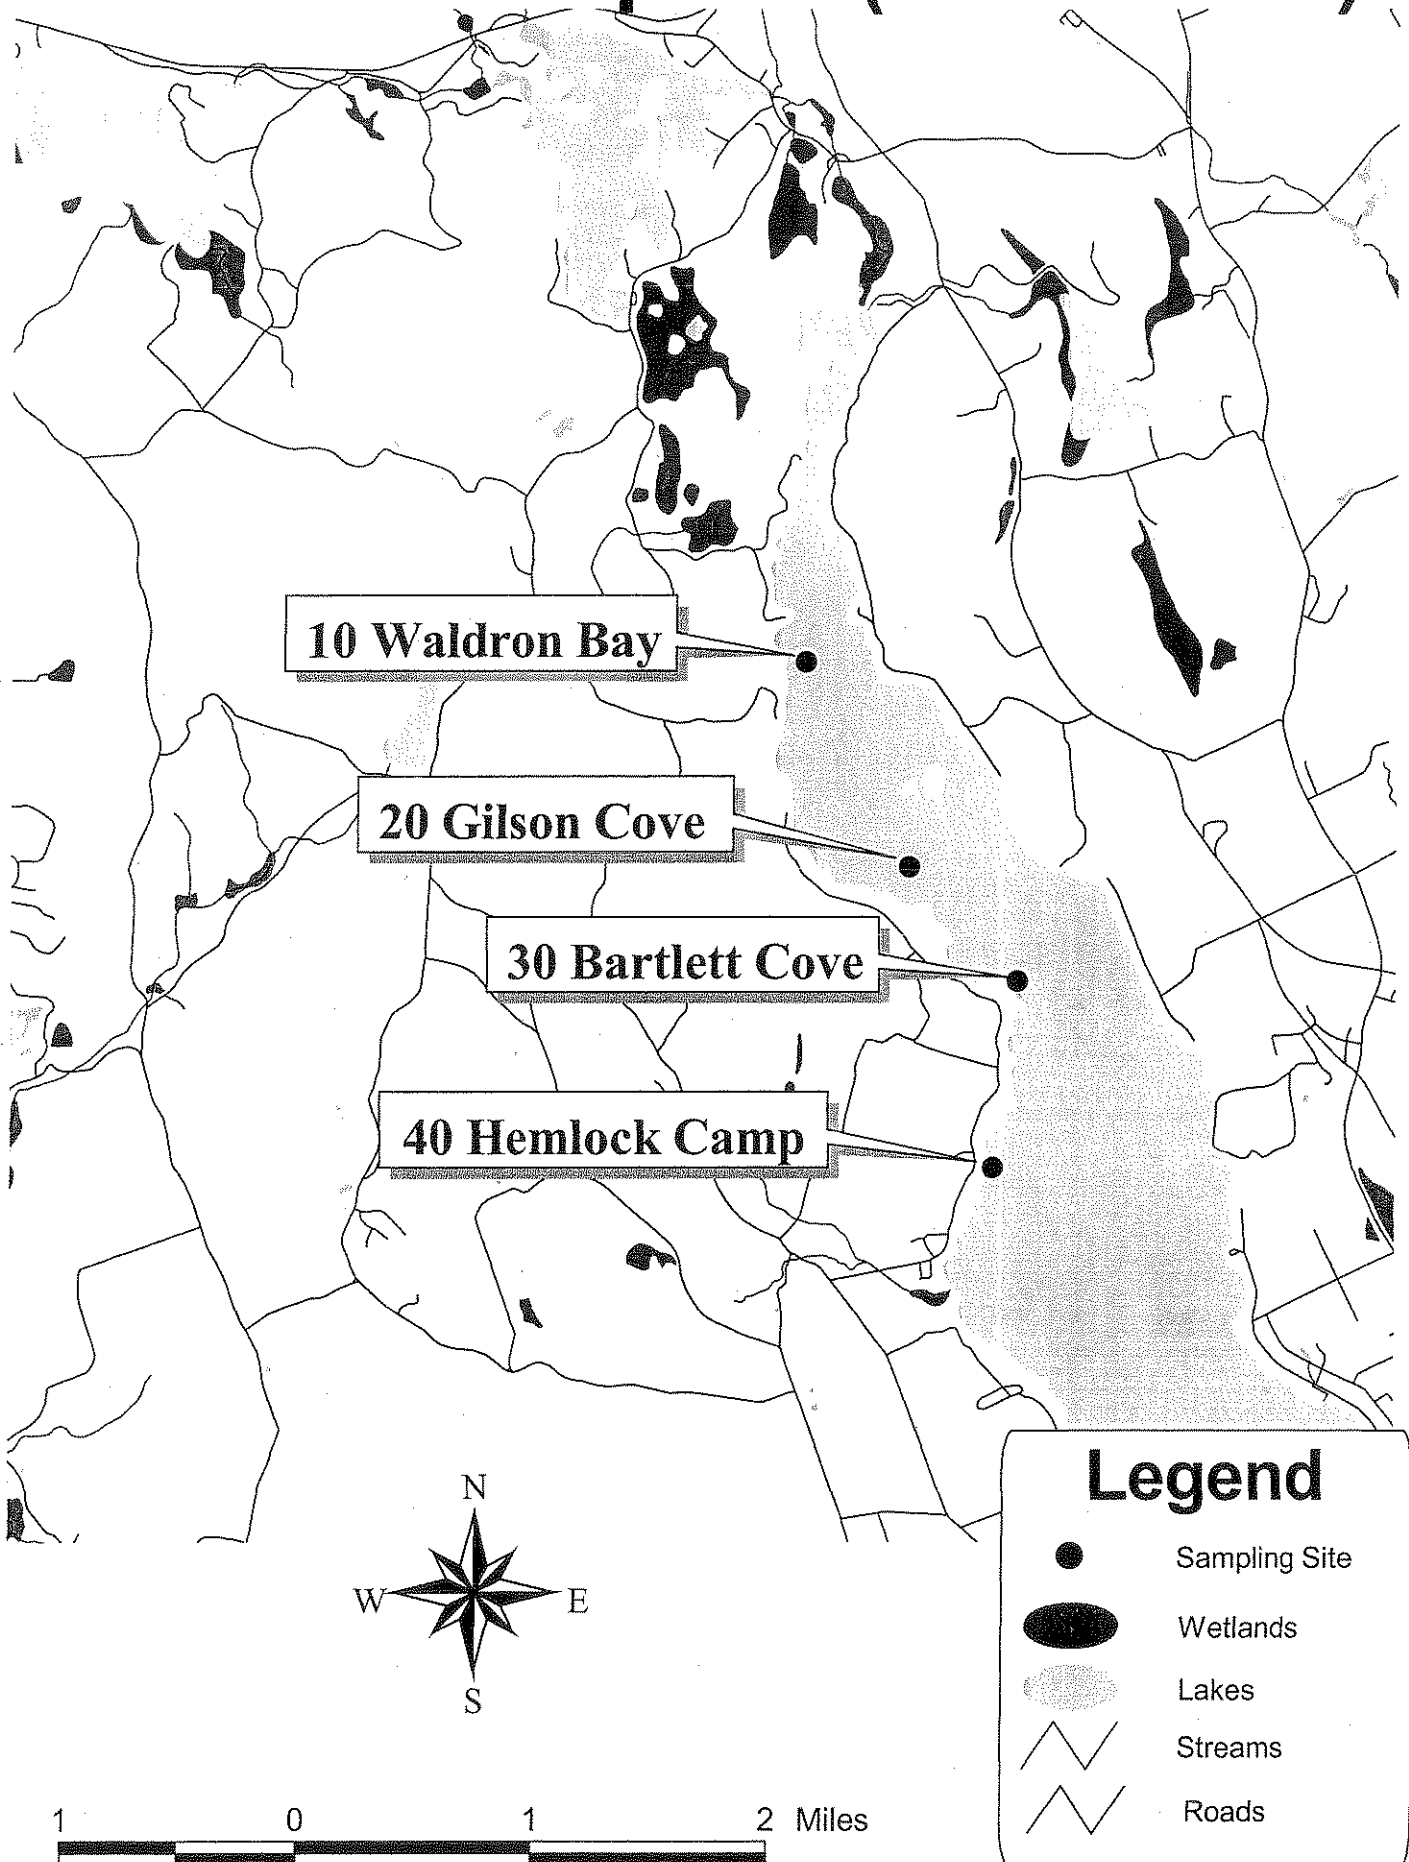 10 Waldron Bay
20 Gilson Cove
30 Bartlett Cove
40 Hemlock Camp
N
W E
S
Legend
Sampling Site
Wetlands
Lakes
Streams
Roads
1 0 1 2 Miles